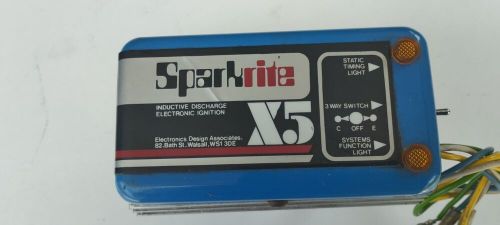 Sparkrite
INDUCTIVE DISCHARGE
ELECTRONIC IGNITION
X5
Electronics Design Associates.
82.Bath St., Walsall, WS1 3DE
STATIC
TIMING
LIGHT
3 WAY SWITCH
C OFF E
SYSTEMS
FUNCTION
LIGHT